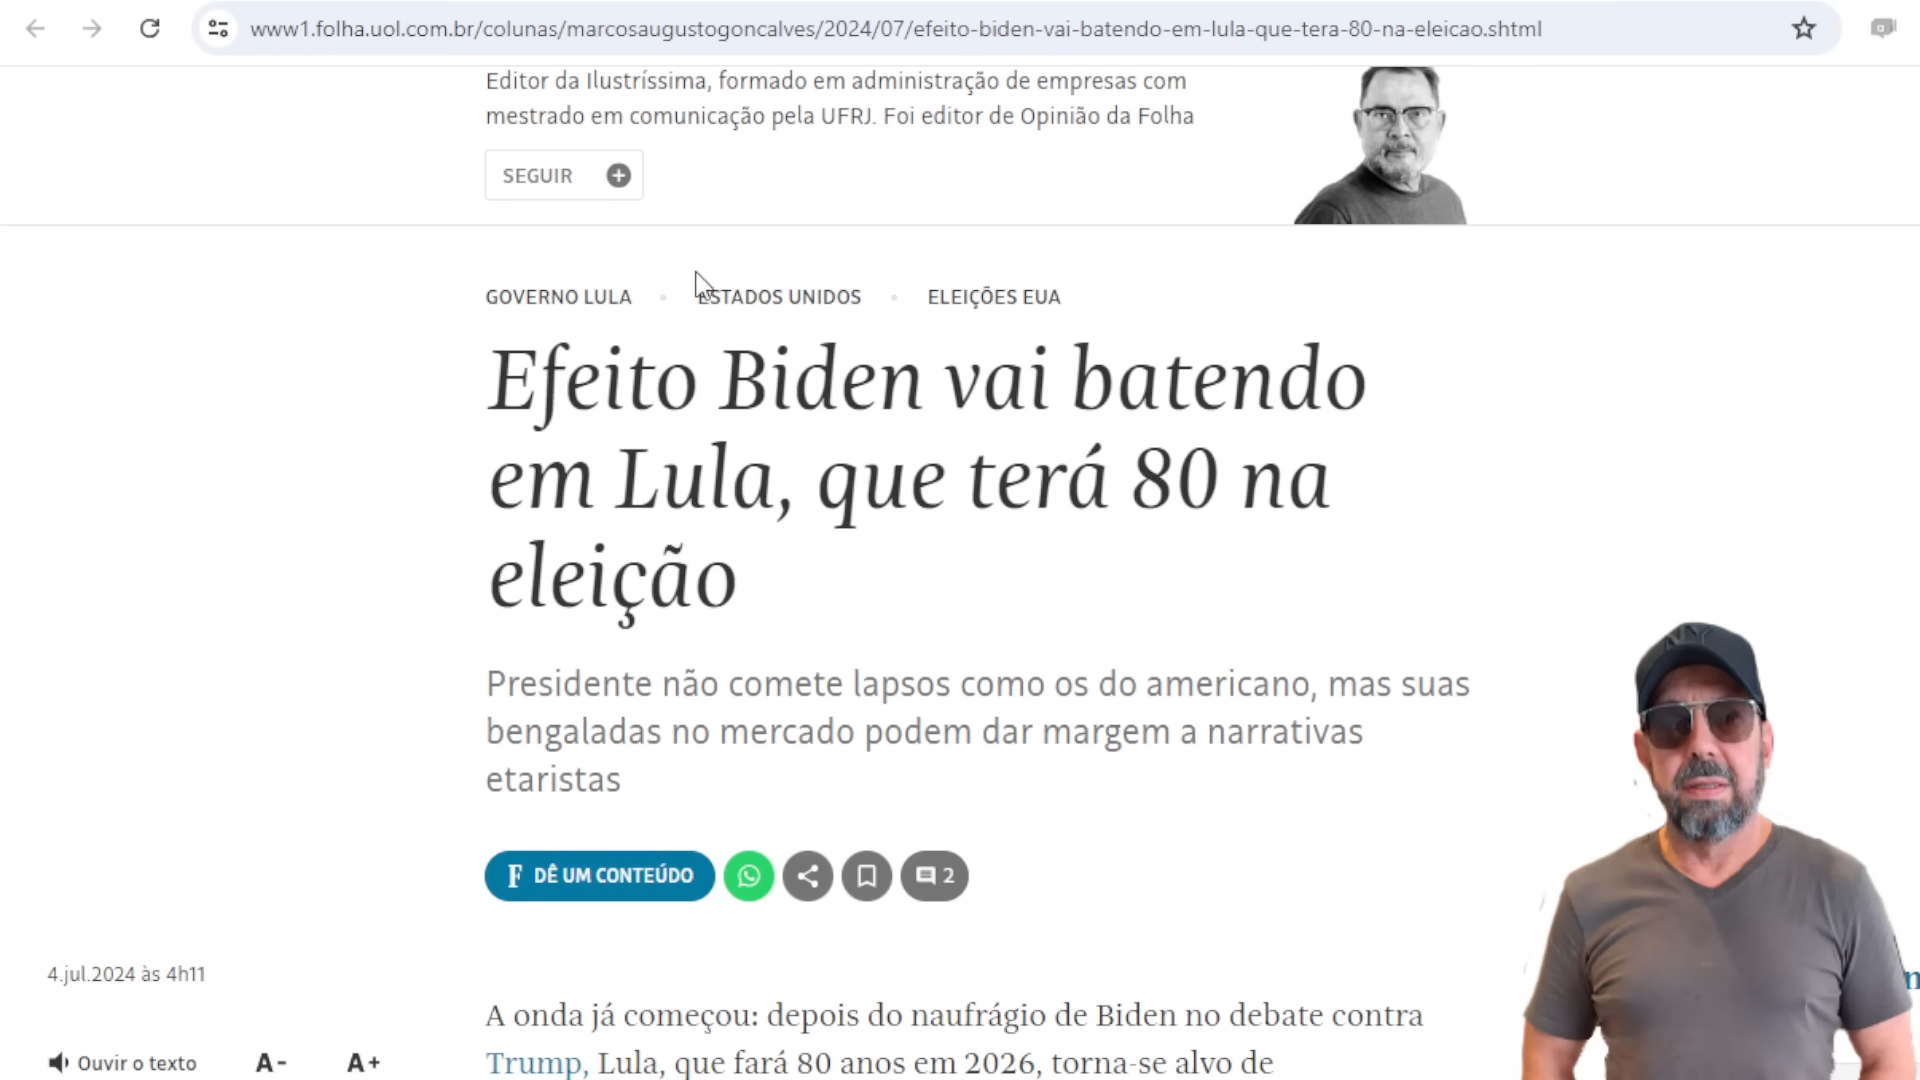 www1.folha.uol.com.br/colunas/marcosaugustogoncalves/2024/07/efeito-biden-vai-batendo-em-lula-que-tera-80-na-eleicao.shtml
Editor da Ilustríssima, formado em administração de empresas com
mestrado em comunicação pela UFRJ. Foi editor de Opinião da Folha
SEGUIR
GOVERNO LULA ESTADOS UNIDOS ELEIÇÕES EUA
Efeito Biden vai batendo
em Lula, que terá 80 na
eleição
Presidente não comete lapsos como os do americano, mas suas
bengaladas no mercado podem dar margem a narrativas
etaristas
F DÊ UM CONTEÚDO 2
4.jul.2024 às 4h11
Ouvir o texto A- A+
A onda já começou: depois do naufrágio de Biden no debate contra
Trump, Lula, que fará 80 anos em 2026, torna-se alvo de